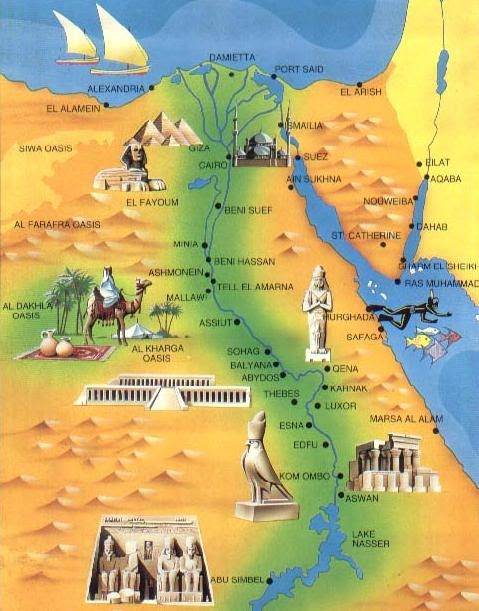 DAMIETTA
PORT SAID
ALEXANDRIA
EL ARISH
EL ALAMEIN
ISMAILIA
SIWA OASIS
GIZA
CAIRO
SUEZ
EILAT
AIN SUKHNA
AQABA
EL FAYOUM
NOUWEIBA
BENI SUEF
AL FARAFRA OASIS
DAHAB
ST. CATHERINE
MINIA
BENI HASSAN
SHARM EL SHEIKH
ASHMONEIN
RAS MUHAMMAD
TELL EL AMARNA
MALLAWI
AL DAKHLA
OASIS
HURGHADA
ASSIUT
SAFAGA
AL KHARGA
OASIS
SOHAG
BALYANA
QENA
ABYDOS
KAHNAK
THEBES
LUXOR
MARSA AL ALAM
ESNA
EDFU
KOM OMBO
ASWAN
LAKE
NASSER
ABU SIMBEL